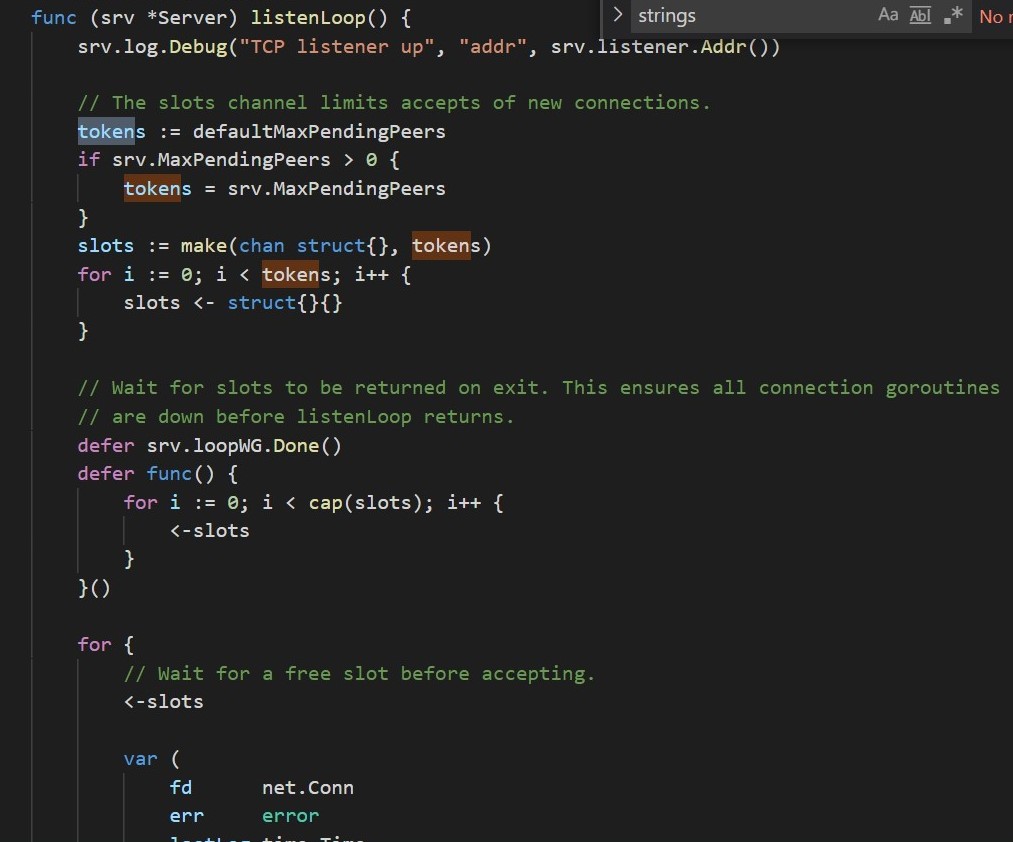 func (srv *Server) listenLoop() {
strings Aa Abl .* No
srv.log.Debug("TCP listener up", "addr", srv.listener.Addr())
// The slots channel limits accepts of new connections.
tokens := defaultMaxPendingPeers
if srv.MaxPendingPeers > 0 {
tokens = srv.MaxPendingPeers
}
slots := make(chan struct{}, tokens)
for i := 0; i < tokens; i++ {
slots <- struct{}{}
}
// Wait for slots to be returned on exit. This ensures all connection goroutines
// are down before listenLoop returns.
defer srv.loopWG.Done()
defer func() {
for i := 0; i < cap(slots); i++ {
<-slots
}
}()
for {
// Wait for a free slot before accepting.
<-slots
var (
fd net.Conn
err error
lastLog time.Time